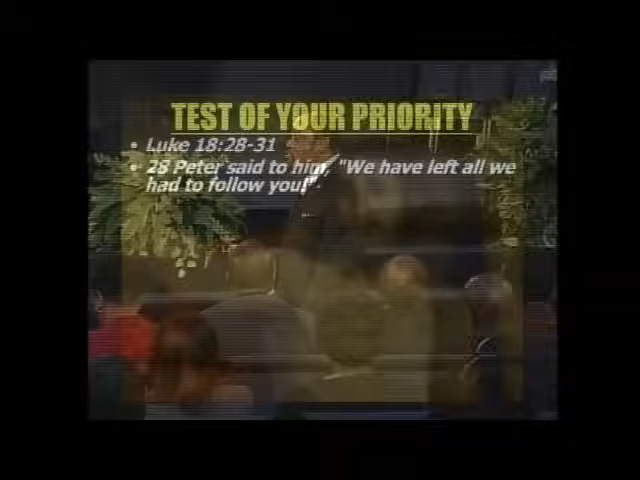 TEST OF YOUR PRIORITY
• Luke 18:28-31
• 28 Peter said to him, "We have left all we
had to follow you!"